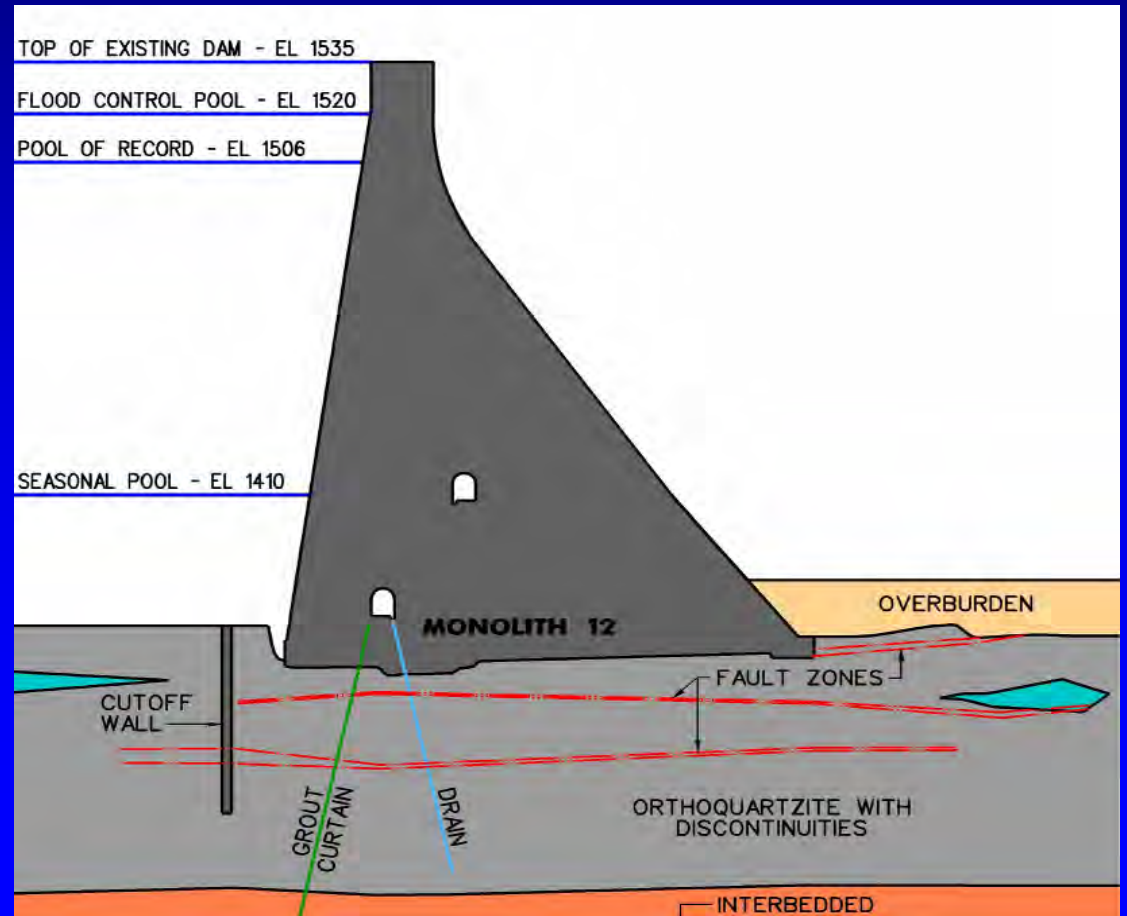 TOP OF EXISTING DAM - EL 1535
FLOOD CONTROL POOL - EL 1520
POOL OF RECORD - EL 1506
SEASONAL POOL - EL 1410
OVERBURDEN
MONOLITH 12
FAULT ZONES
CUTOFF
WALL
GROUT
CURTAIN
DRAIN
ORTHOQUARTZITE WITH
DISCONTINUITIES
INTERBEDDED